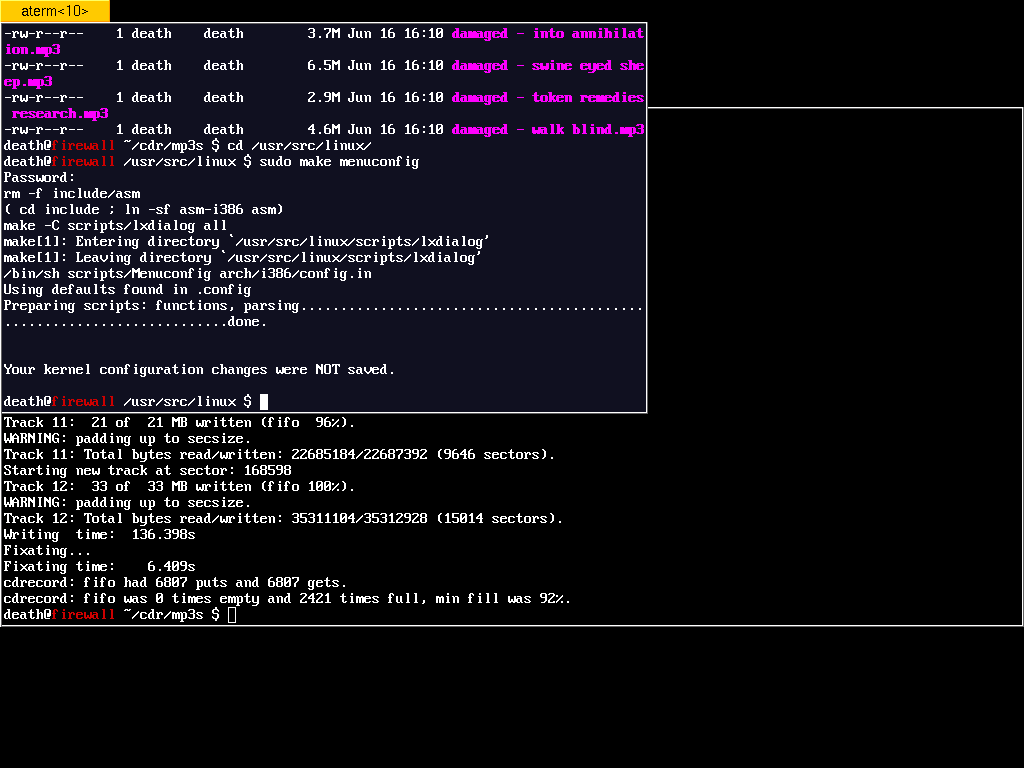 aterm<10>
-rw-r--r--    1 death    death        3.7M Jun 16 16:10 damaged - into annihilat
ion.mp3
-rw-r--r--    1 death    death        6.5M Jun 16 16:10 damaged - swine eyed she
ep.mp3
-rw-r--r--    1 death    death        2.9M Jun 16 16:10 damaged - token remedies
 research.mp3
-rw-r--r--    1 death    death        4.6M Jun 16 16:10 damaged - walk blind.mp3
death@firewall ~/cdr/mp3s $ cd /usr/src/linux/
death@firewall /usr/src/linux $ sudo make menuconfig
Password:
rm -f include/asm
( cd include ; ln -sf asm-i386 asm)
make -C scripts/lxdialog all
make[1]: Entering directory `/usr/src/linux/scripts/lxdialog'
make[1]: Leaving directory `/usr/src/linux/scripts/lxdialog'
/bin/sh scripts/Menuconfig arch/i386/config.in
Using defaults found in .config
Preparing scripts: functions, parsing...........................................
............................done.
Your kernel configuration changes were NOT saved.
death@firewall /usr/src/linux $
Track 11:  21 of  21 MB written (fifo  96%).
WARNING: padding up to secsize.
Track 11: Total bytes read/written: 22685184/22687392 (9646 sectors).
Starting new track at sector: 168598
Track 12:  33 of  33 MB written (fifo 100%).
WARNING: padding up to secsize.
Track 12: Total bytes read/written: 35311104/35312928 (15014 sectors).
Writing  time:  136.398s
Fixating...
Fixating time:    6.409s
cdrecord: fifo had 6807 puts and 6807 gets.
cdrecord: fifo was 0 times empty and 2421 times full, min fill was 92%.
death@firewall ~/cdr/mp3s $